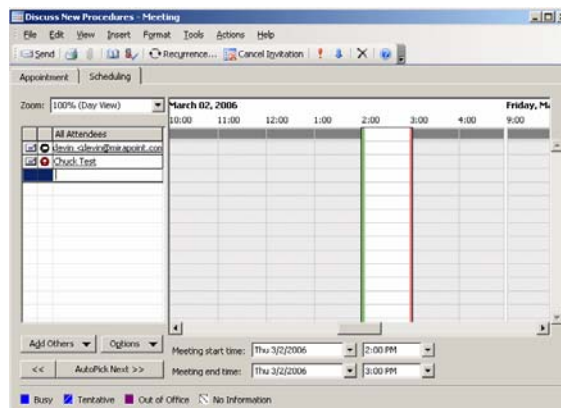 Discuss New Procedures - Meeting
File Edit View Insert Format Tools Actions Help
Send Recurrence... Cancel Invitation
Appointment Scheduling
Zoom: 100% (Day View)
March 02, 2006 Friday, Ma
10:00 11:00 12:00 1:00 2:00 3:00 4:00 9:00
All Attendees
<dlevin@mirapoint.com
Chuck Test
Add Others Options
<< AutoPick Next >>
Meeting start time: Thu 3/2/2006 2:00 PM
Meeting end time: Thu 3/2/2006 3:00 PM
Busy Tentative Out of Office No Information